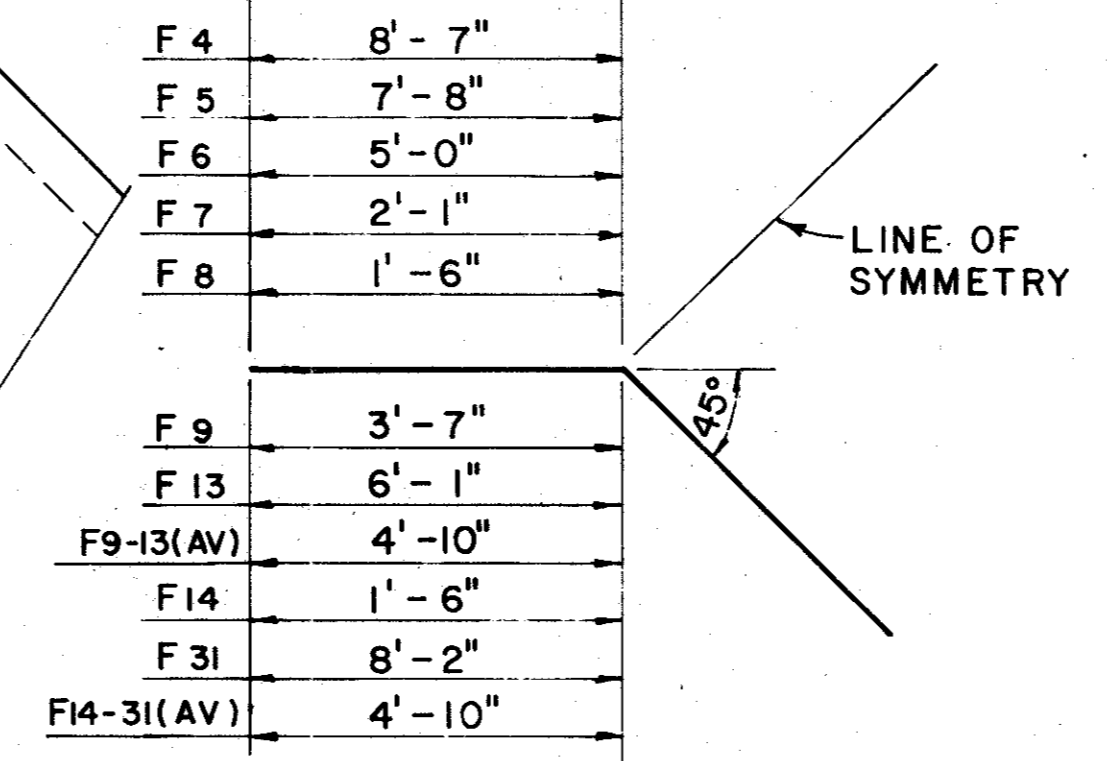 F 4 8'- 7"
F 5 7'- 8"
F 6 5'-0"
F 7 2'- 1"
F 8 1'-6"
LINE OF
SYMMETRY
45°
F 9 3'-7"
F 13 6'- 1"
F9-13(AV) 4'-10"
F14 1'-6"
F 31 8'-2"
F14-31(AV) 4'-10"